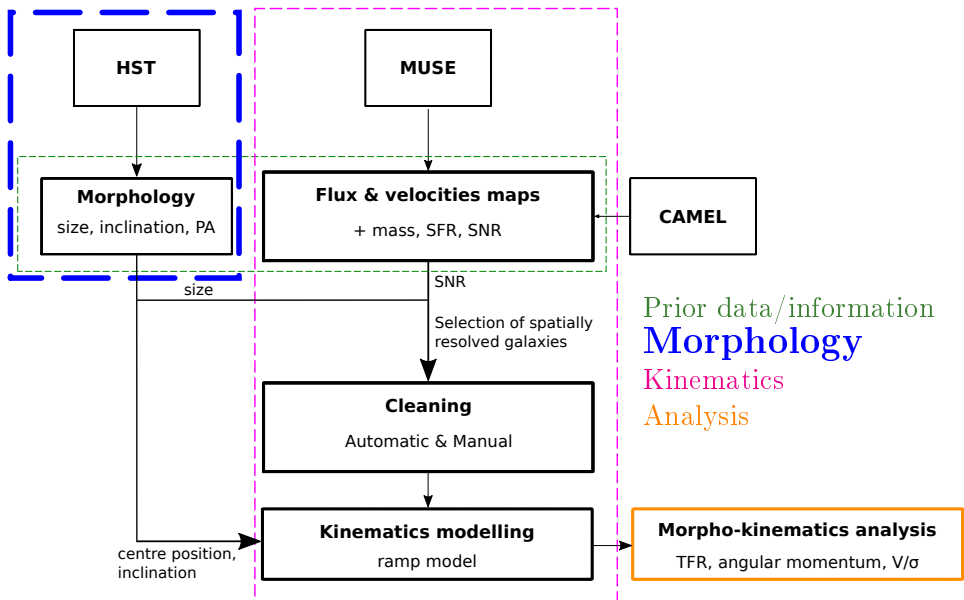 HST
MUSE
Morphology
size, inclination, PA
Flux & velocities maps
+ mass, SFR, SNR
CAMEL
size
SNR
Selection of spatially
resolved galaxies
Prior data/information
Morphology
Kinematics
Analysis
Cleaning
Automatic & Manual
Kinematics modelling
ramp model
centre position,
inclination
Morpho-kinematics analysis
TFR, angular momentum, V/σ